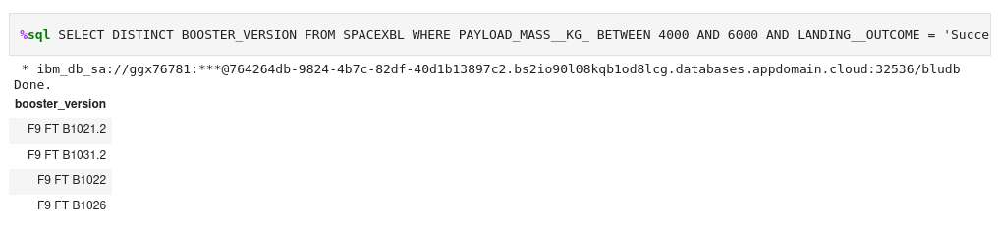 %sql SELECT DISTINCT BOOSTER_VERSION FROM SPACEXBL WHERE PAYLOAD_MASS__KG_ BETWEEN 4000 AND 6000 AND LANDING__OUTCOME = 'Succe
* ibm_db_sa://ggx76781:***@764264db-9824-4b7c-82df-40d1b13897c2.bs2io90l08kqb1od8lcg.databases.appdomain.cloud:32536/bludb
Done.
booster_version
F9 FT B1021.2
F9 FT B1031.2
F9 FT B1022
F9 FT B1026